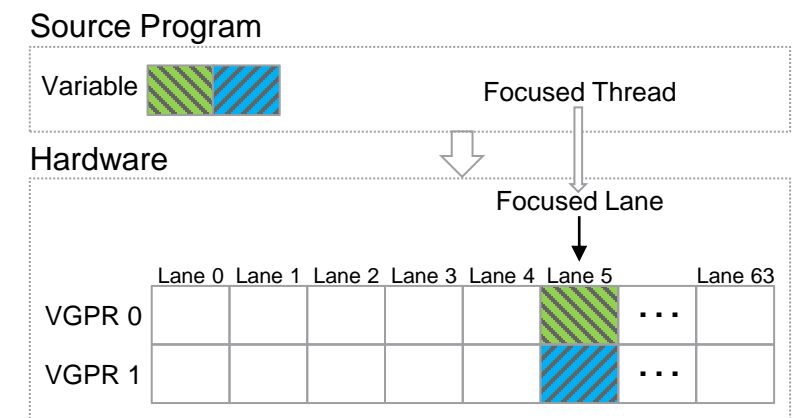 Source Program
Variable
Focused Thread
Hardware
Focused Lane
Lane 0 Lane 1 Lane 2 Lane 3 Lane 4 Lane 5 Lane 63
VGPR 0 ...
VGPR 1 ...